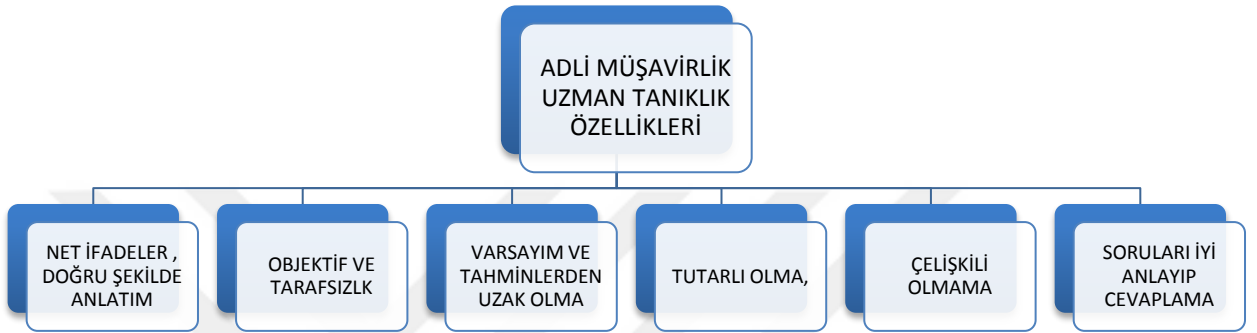 ADLİ MÜŞAVİRLİK
UZMAN TANIKLIK
ÖZELLİKLERİ
NET İFADELER ,
DOĞRU ŞEKİLDE
ANLATIM
OBJEKTİF VE
TARAFSIZLK
VARSAYIM VE
TAHMİNLERDEN
UZAK OLMA
TUTARLI OLMA,
ÇELİŞKİLİ
OLMAMA
SORULARI İYİ
ANLAYIP
CEVAPLAMA